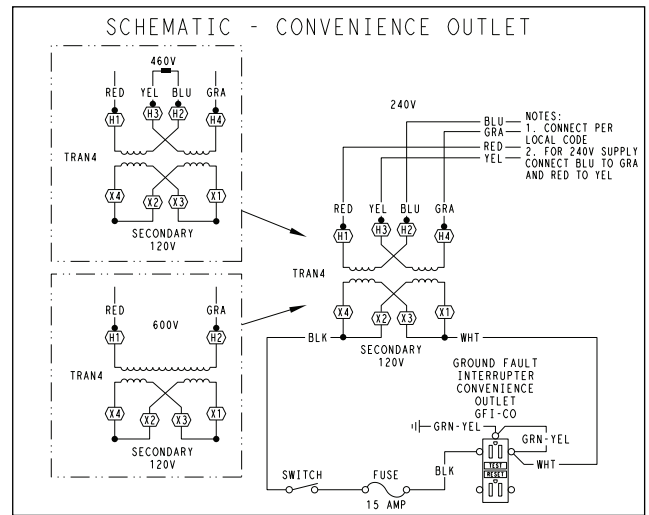 SCHEMATIC - CONVENIENCE OUTLET
460V
RED YEL BLU GRA
H1 H3 H2 H4
TRAN4
X4 X2 X3 X1
SECONDARY
120V
RED GRA
600V
H1 H2
TRAN4
X4 X2 X3 X1
SECONDARY
120V
240V
BLU
GRA
RED
YEL
NOTES:
1. CONNECT PER
LOCAL CODE
2. FOR 240V SUPPLY
CONNECT BLU TO GRA
AND RED TO YEL
RED YEL BLU GRA
H1 H3 H2 H4
TRAN4
X4 X2 X3 X1
BLK WHT
SECONDARY
120V
GROUND FAULT
INTERRUPTER
CONVENIENCE
OUTLET
GFI-CO
GRN-YEL
GRN-YEL
WHT
BLK
TEST
RESET
SWITCH FUSE
15 AMP